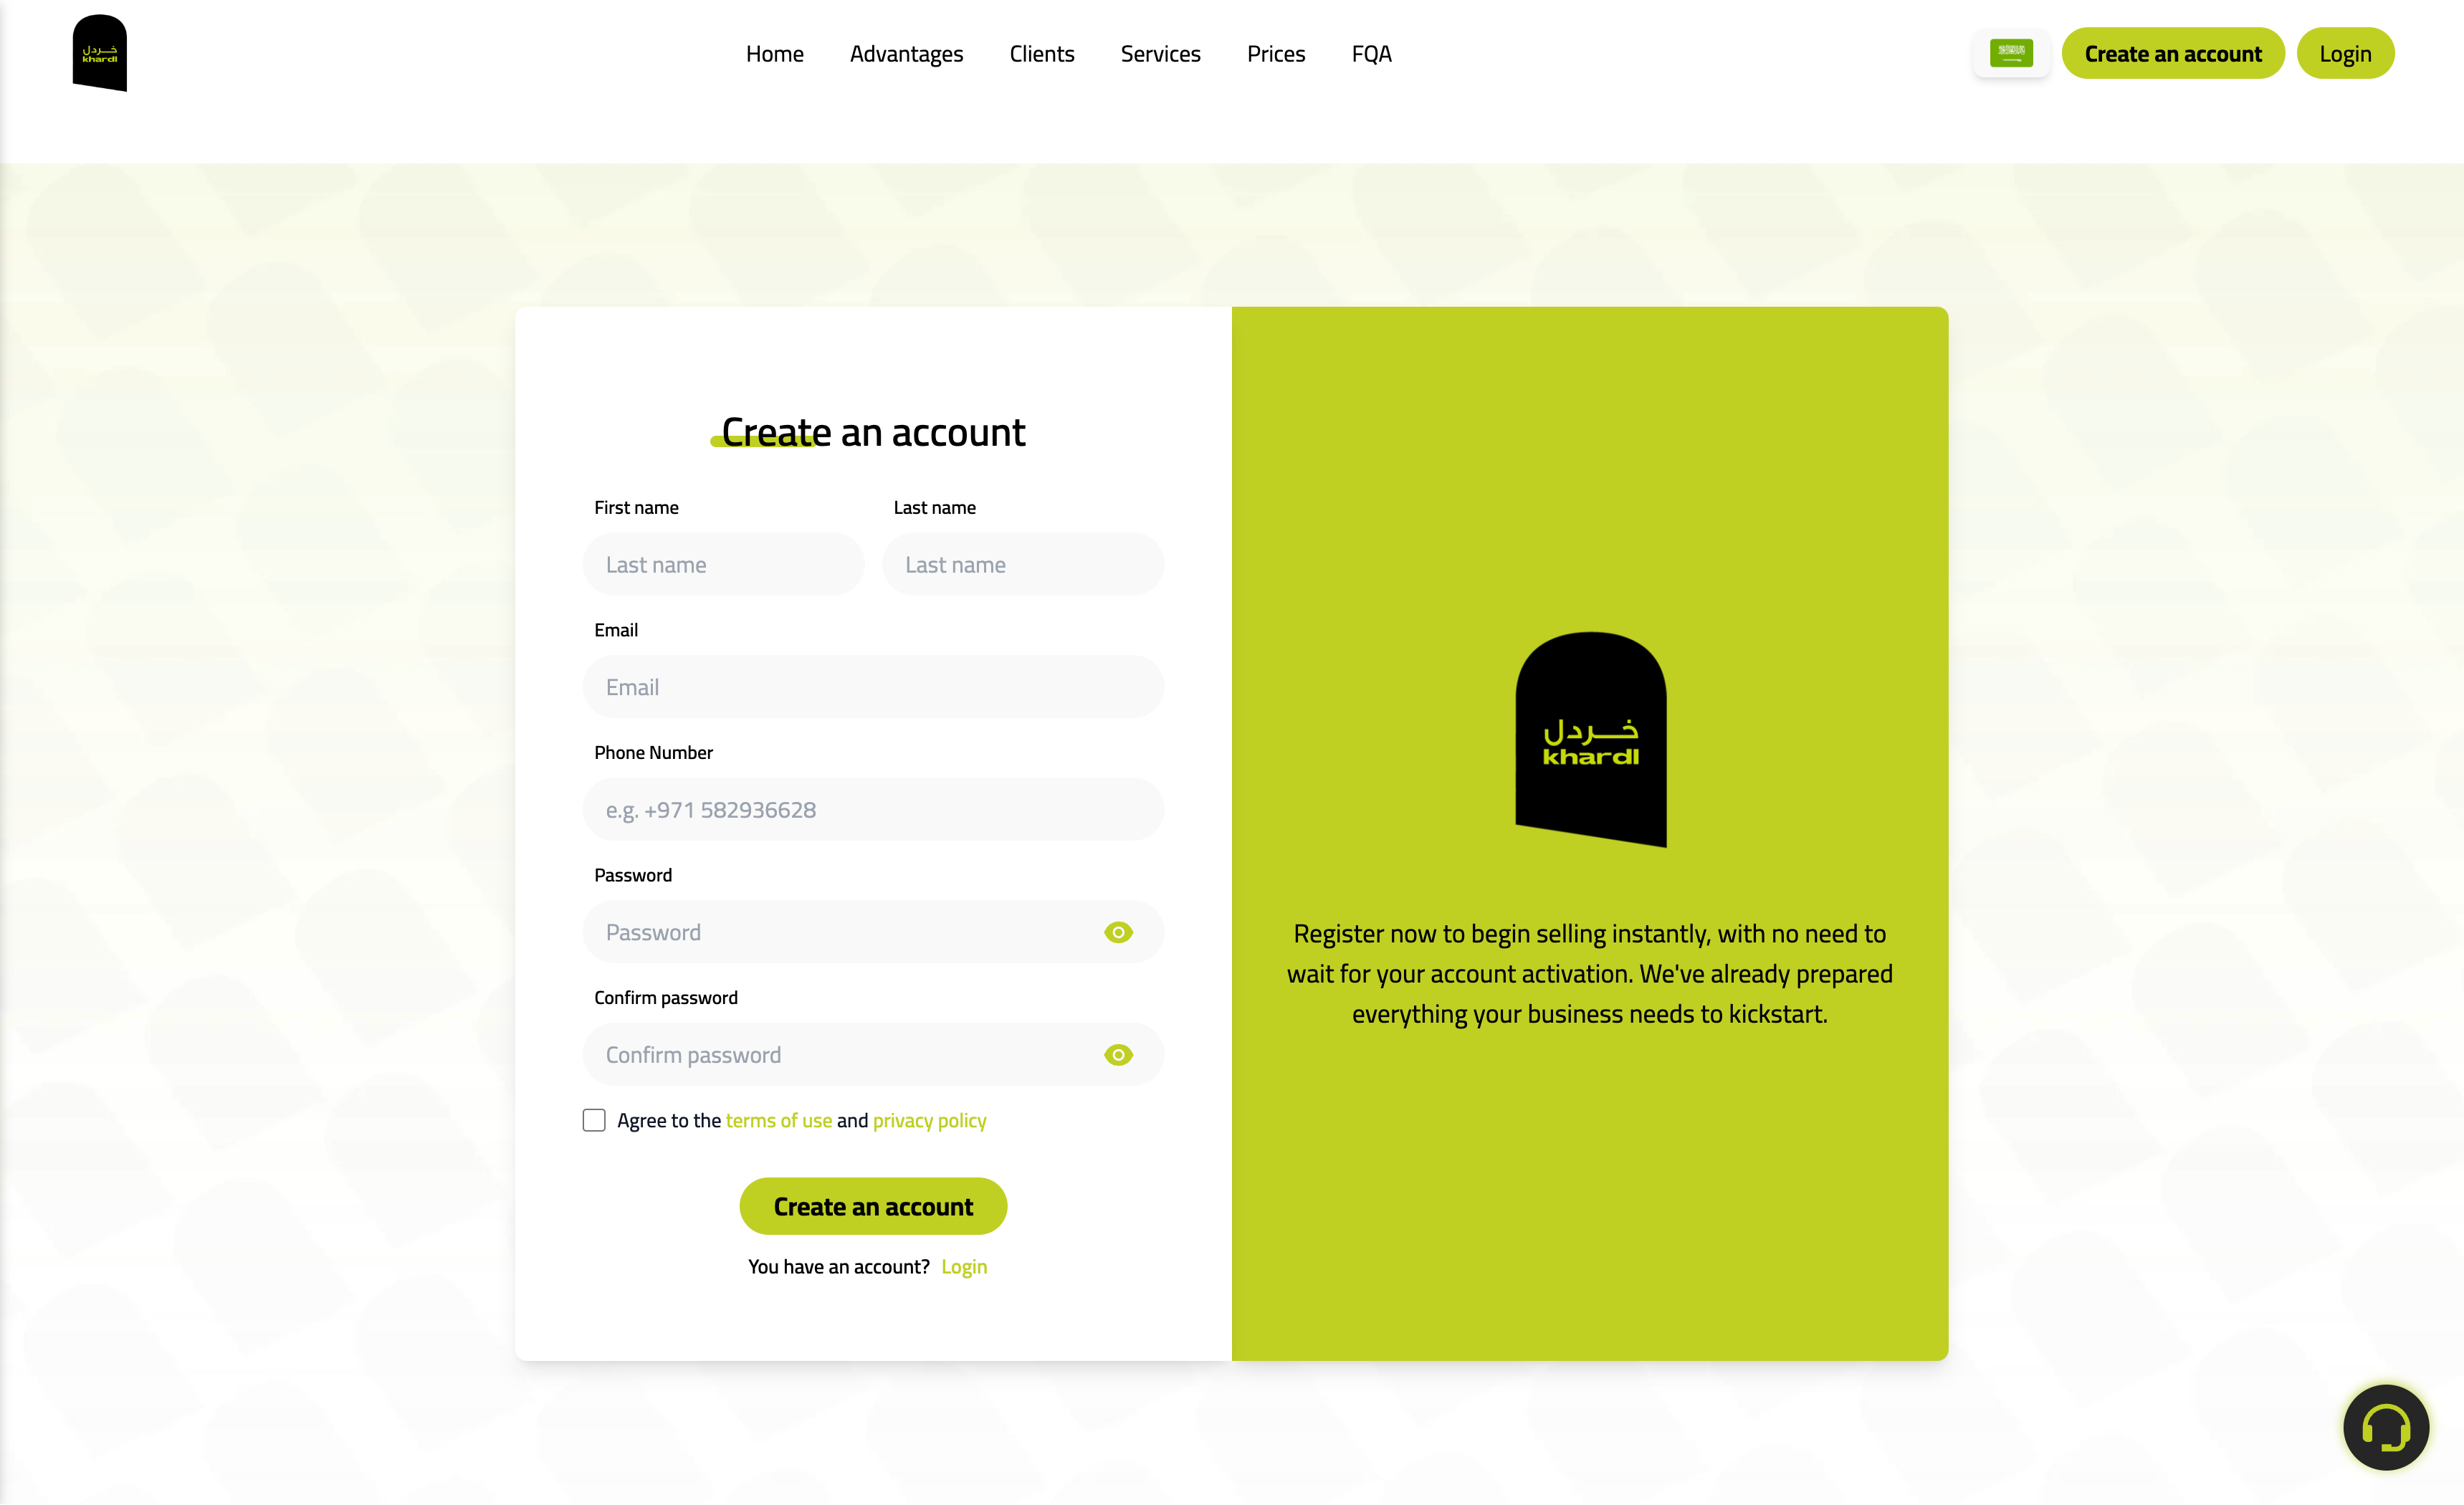 خردل
khardl
Home
Advantages
Clients
Services
Prices
FQA
Create an account
Login
Create an account
First name
Last name
Last name
Last name
Email
Email
Phone Number
e.g. +971 582936628
Password
Password
Confirm password
Confirm password
Agree to the terms of use and privacy policy
Create an account
You have an account? Login
خردل
khardl
Register now to begin selling instantly, with no need to
wait for your account activation. We've already prepared
everything your business needs to kickstart.